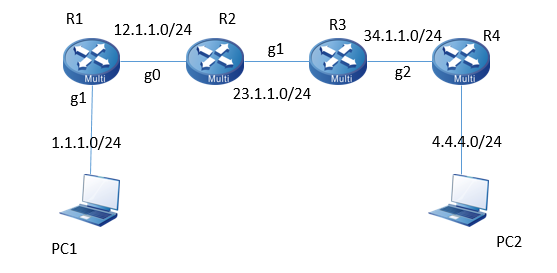 R1
R2
R3
R4
12.1.1.0/24
34.1.1.0/24
g1
Multi
Multi
Multi
Multi
g0
g2
g1
23.1.1.0/24
1.1.1.0/24
4.4.4.0/24
PC1
PC2